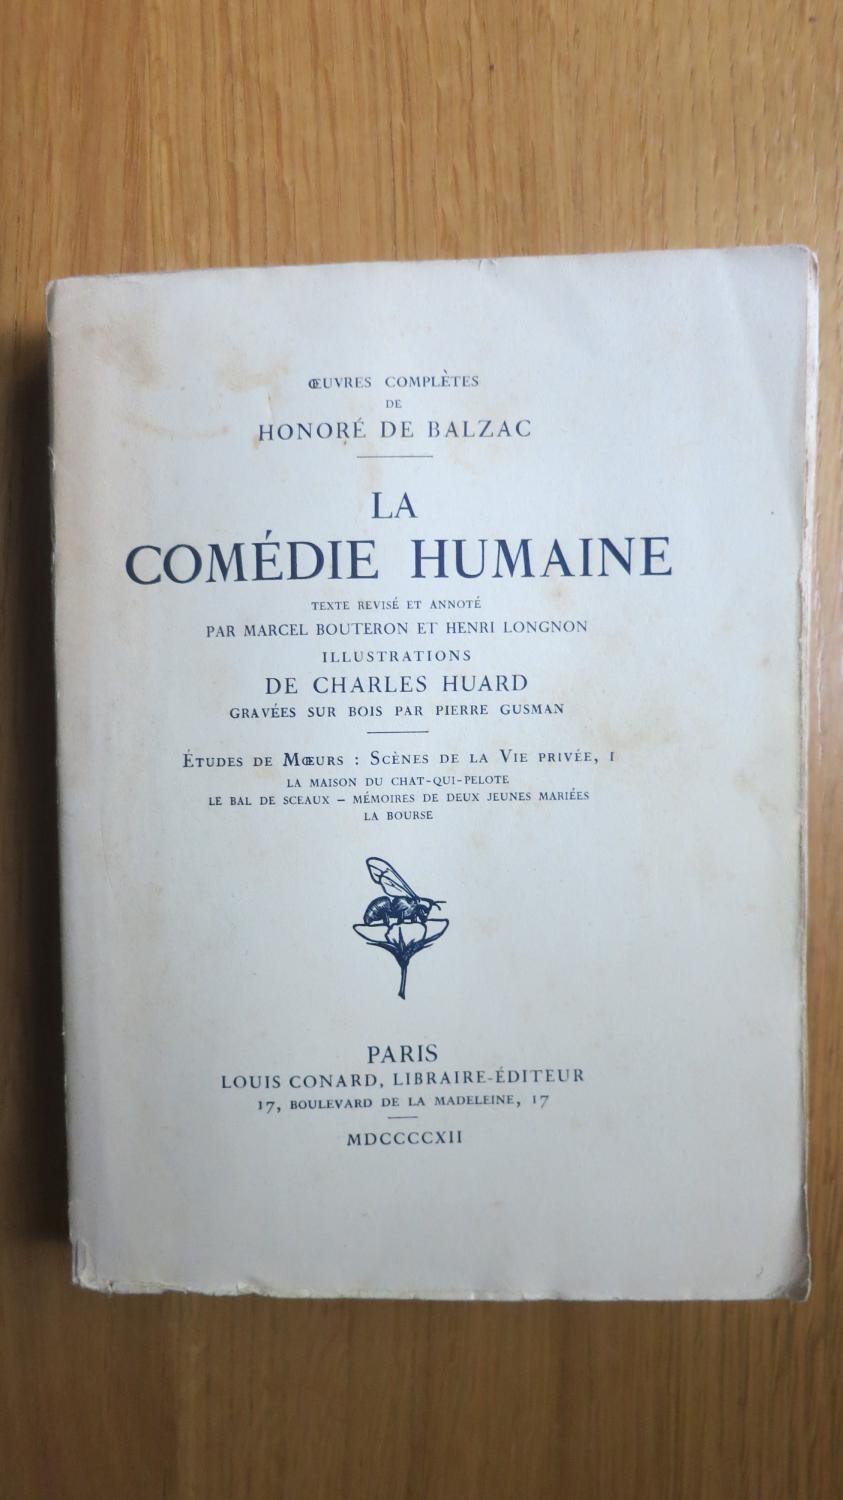 ŒUVRES COMPLÈTES
DE
HONORÉ DE BALZAC
LA
COMÉDIE HUMAINE
TEXTE REVISÉ ET ANNOTÉ
PAR MARCEL BOUTERON ET HENRI LONGNON
ILLUSTRATIONS
DE CHARLES HUARD
GRAVÉES SUR BOIS PAR PIERRE GUSMAN
ÉTUDES DE MŒURS : SCÈNES DE LA VIE PRIVÉE, I
LA MAISON DU CHAT-QUI-PELOTE
LE BAL DE SCEAUX – MÉMOIRES DE DEUX JEUNES MARIÉES
LA BOURSE
PARIS
LOUIS CONARD, LIBRAIRE-ÉDITEUR
17, BOULEVARD DE LA MADELEINE, 17
MDCCCCXII